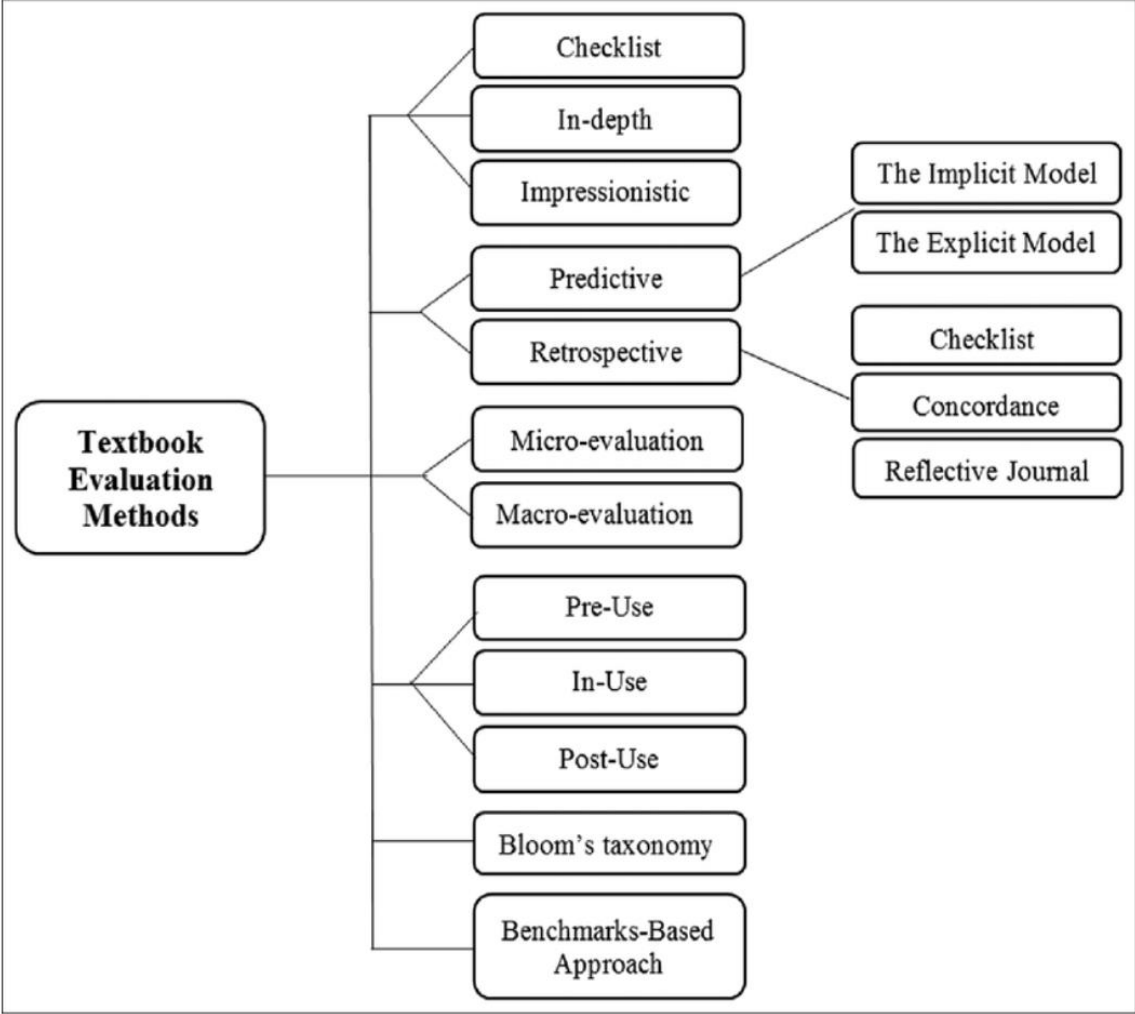 Textbook
Evaluation
Methods
Checklist
In-depth
Impressionistic
Predictive
Retrospective
Micro-evaluation
Macro-evaluation
Pre-Use
In-Use
Post-Use
Bloom’s taxonomy
Benchmarks-Based
Approach
The Implicit Model
The Explicit Model
Checklist
Concordance
Reflective Journal